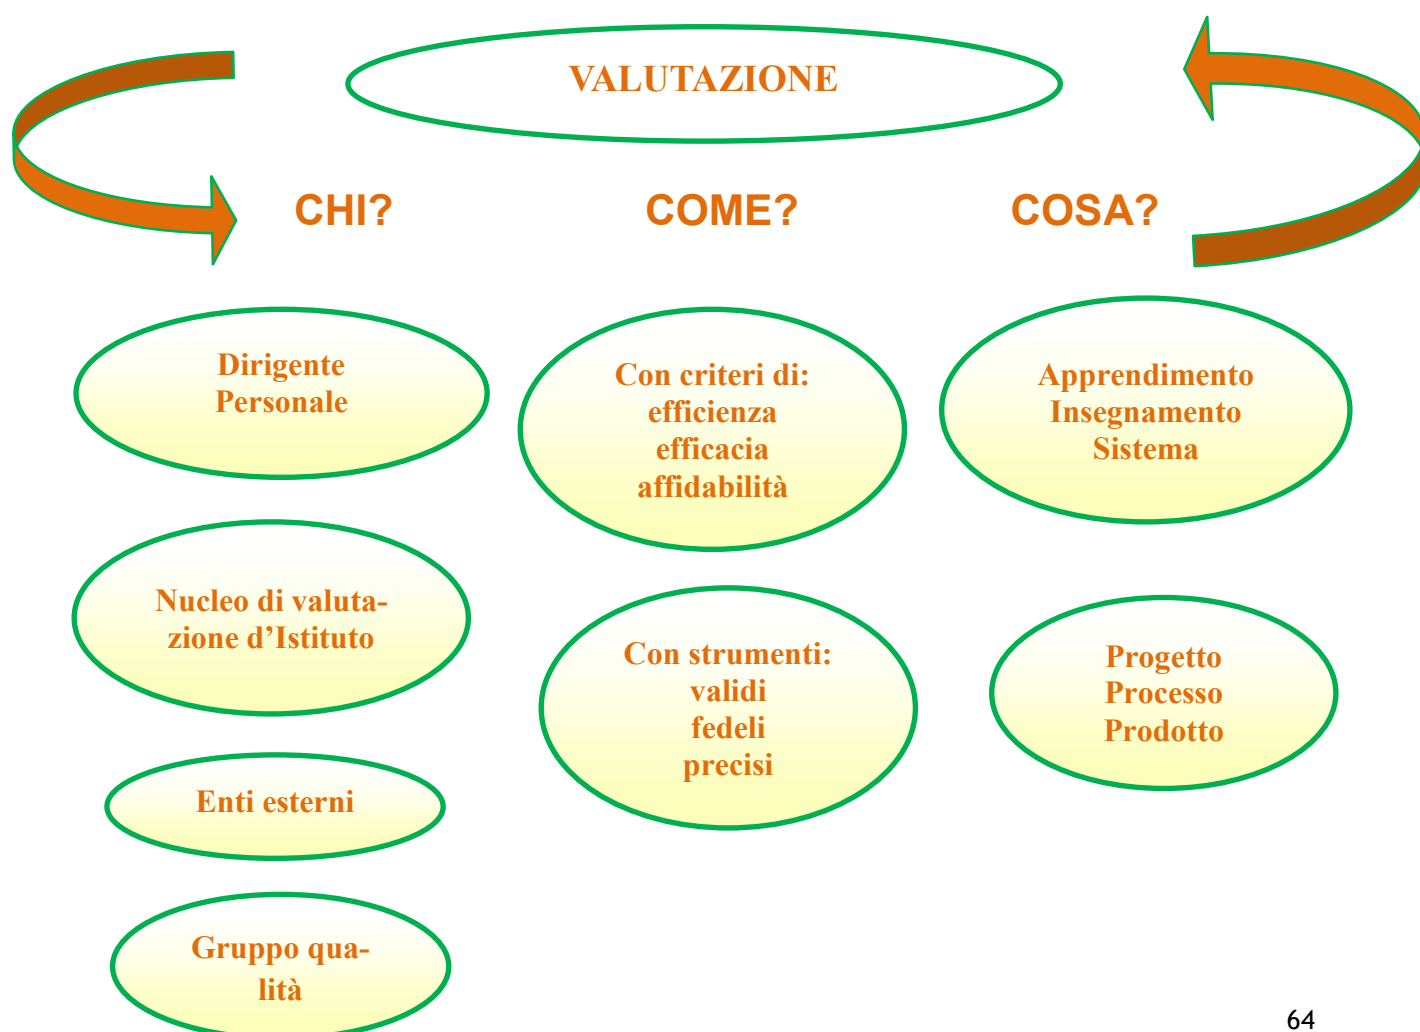 VALUTAZIONE
CHI?
COME?
COSA?
Dirigente
Personale
Nucleo di valuta-
zione d’Istituto
Enti esterni
Gruppo qua-
lità
Con criteri di:
efficienza
efficacia
affidabilità
Con strumenti:
validi
fedeli
precisi
Apprendimento
Insegnamento
Sistema
Progetto
Processo
Prodotto
64